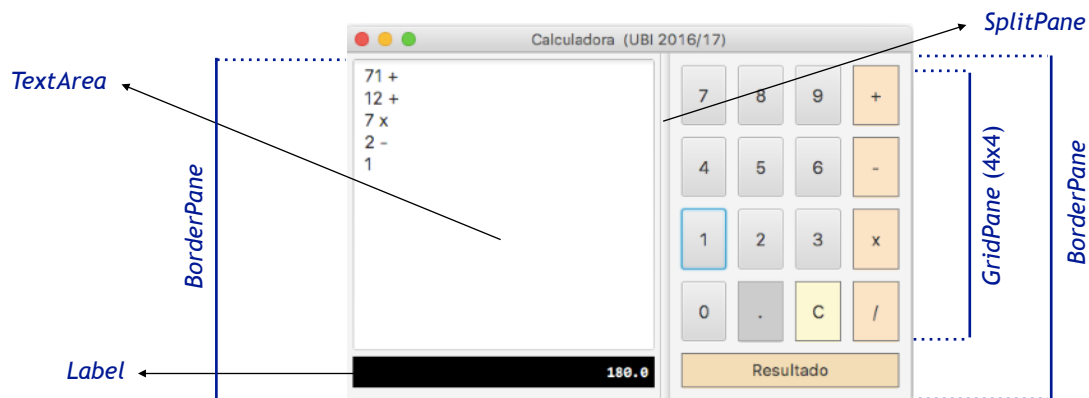 SplitPane
Calculadora (UBI 2016/17)
TextArea
71 +
12 +
7 x
2 -
1
7 8 9 +
4 5 6 -
1 2 3 x
0 . C /
BorderPane
GridPane (4x4)
BorderPane
Label
180.0
Resultado